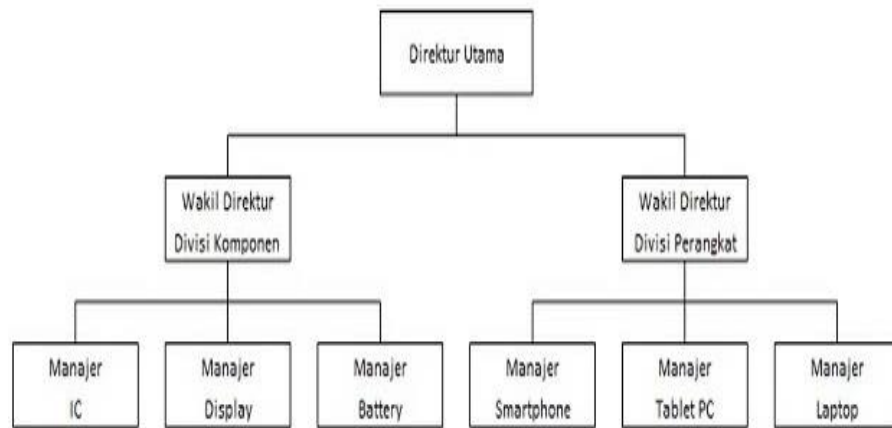 Direktur Utama
Wakil Direktur
Divisi Komponen
Wakil Direktur
Divisi Perangkat
Manajer
IC
Manajer
Display
Manajer
Battery
Manajer
Smartphone
Manajer
Tablet PC
Manajer
Laptop